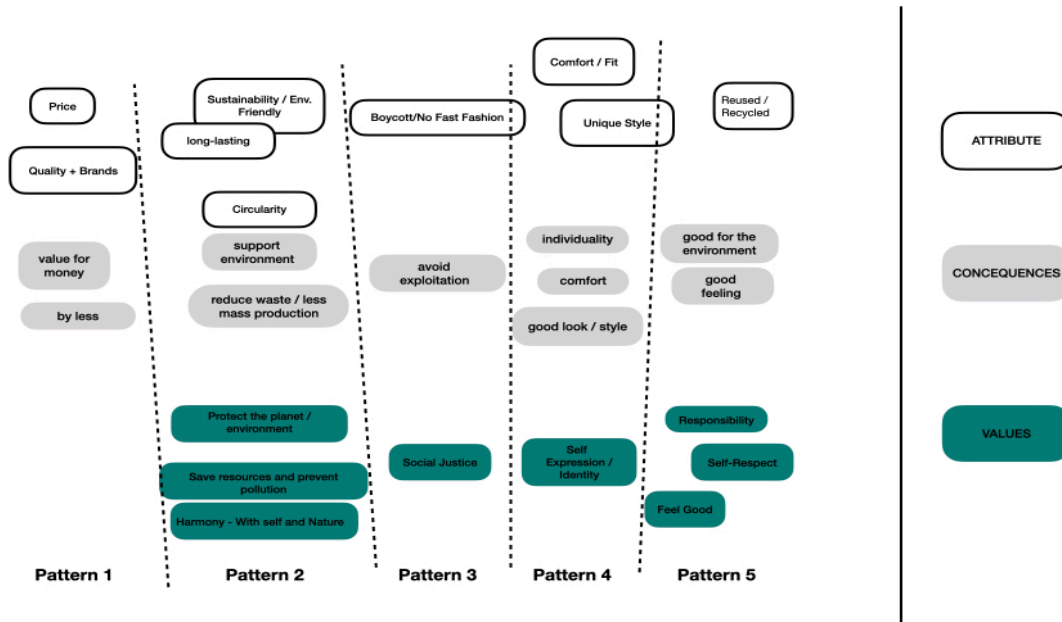 Comfort / Fit
Price
Sustainability / Env.
Friendly
Reused /
Recycled
Boycott/No Fast Fashion
Unique Style
long-lasting
ATTRIBUTE
Quality + Brands
Circularity
support
environment
individuality
good for the
environment
value for
money
avoid
exploitation
CONCEQUENCES
comfort
good
feeling
reduce waste / less
mass production
by less
good look / style
Protect the planet /
environment
Responsibility
VALUES
Self
Expression /
Identity
Social Justice
Self-Respect
Save resources and prevent
pollution
Feel Good
Harmony - With self and Nature
Pattern 1
Pattern 2
Pattern 3
Pattern 4
Pattern 5